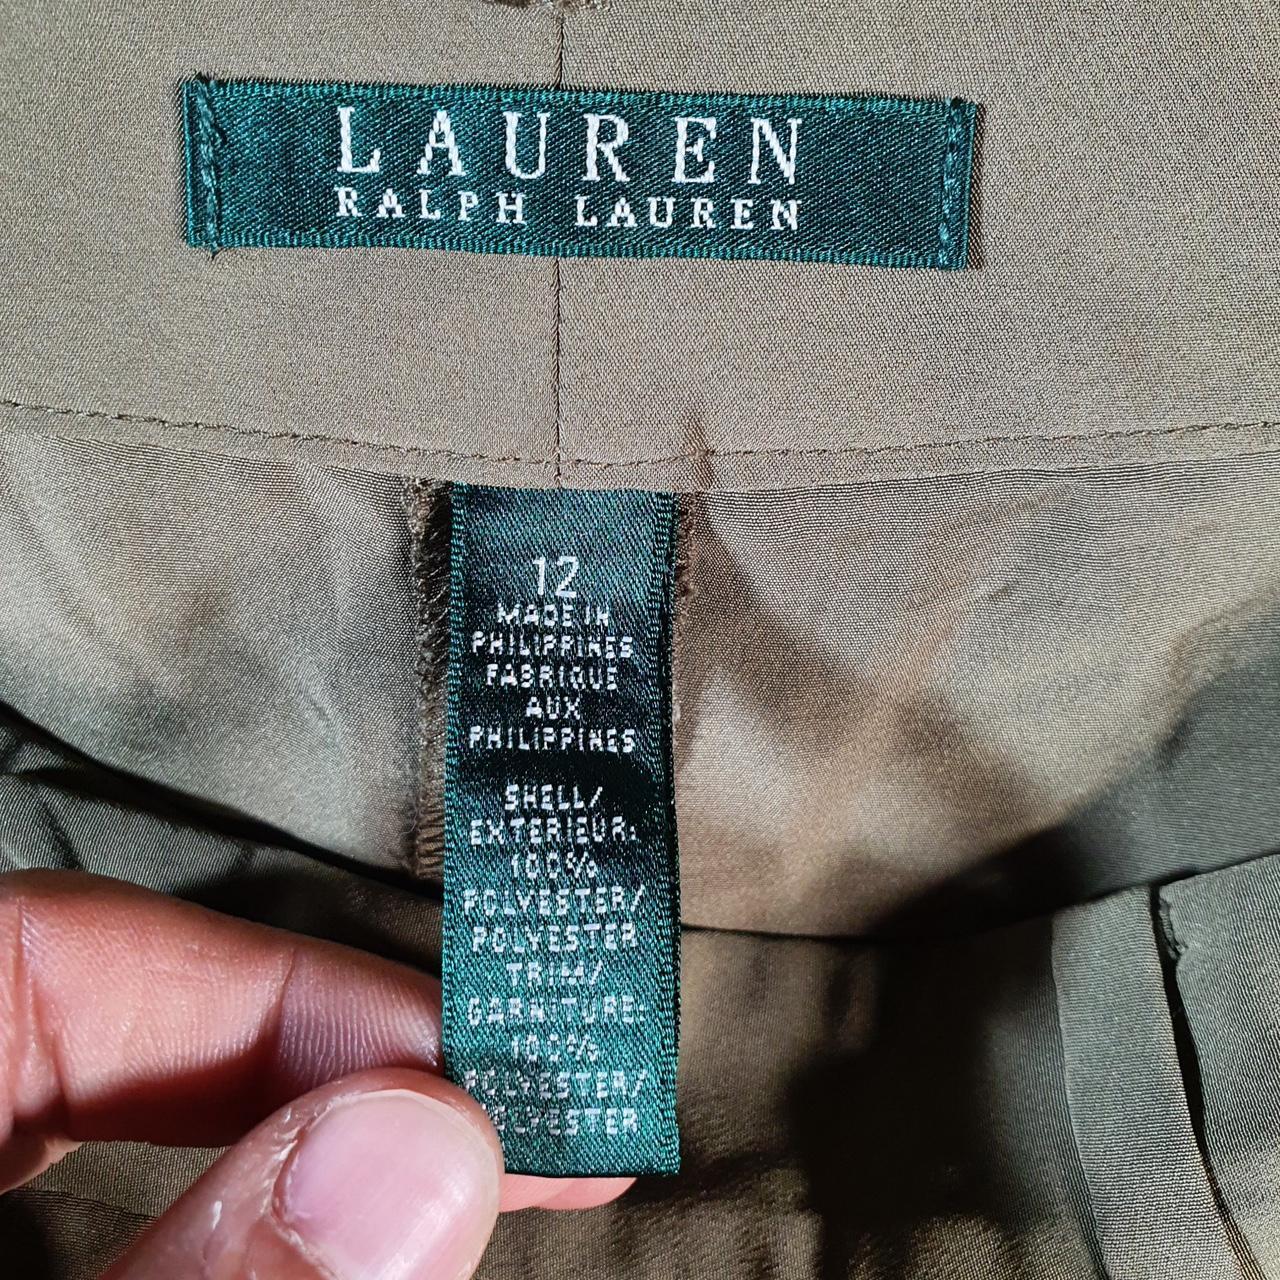 LAUREN
RALPH LAUREN
12
MADE IN
PHILIPPINES
FABRIQUE
AUX
PHILIPPINES
SHELL/
EXTERIEUR:
100%
POLYESTER/
POLYESTER
TRIM/
GARNITURE:
100%
POLYESTER/
POLYESTER